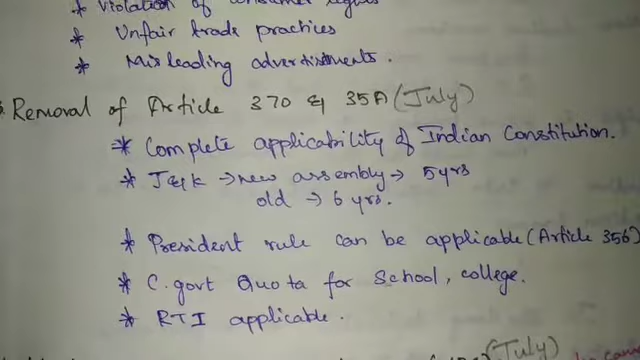 * Violation of consumer rights
* Unfair trade practices
* Misleading advertisments.
Removal of Article 370 & 35A (July)
* Complete applicability of Indian Constitution.
* J&K → new assembly → 5 yrs
old → 6 yrs.
* President rule can be applicable (Article 356)
* C. govt Quota for School, college.
* RTI applicable.
(July)